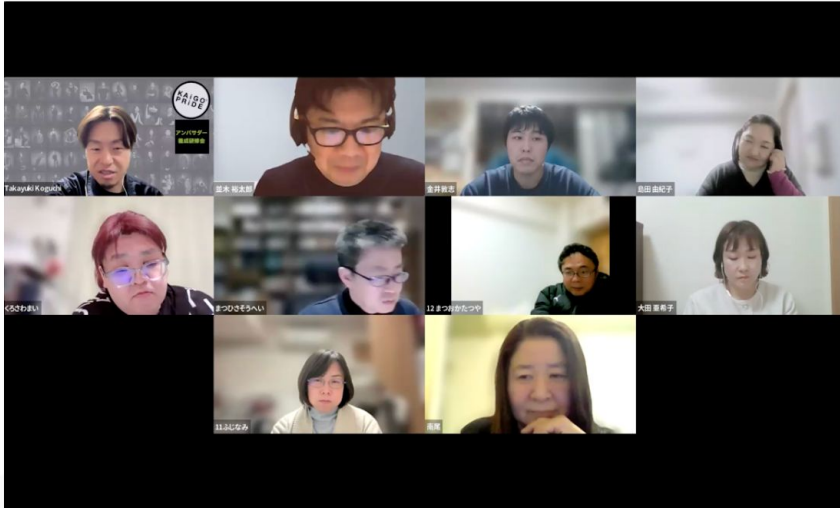 KAiGO
PRiDE
アンバサダー
養成研修会
Takayuki Koguchi
並木 裕太郎
金井敦志
島田 由紀子
くろさわまい
まつひさそうへい
12 まつおかたつや
大田 亜希子
11.ふじなみ